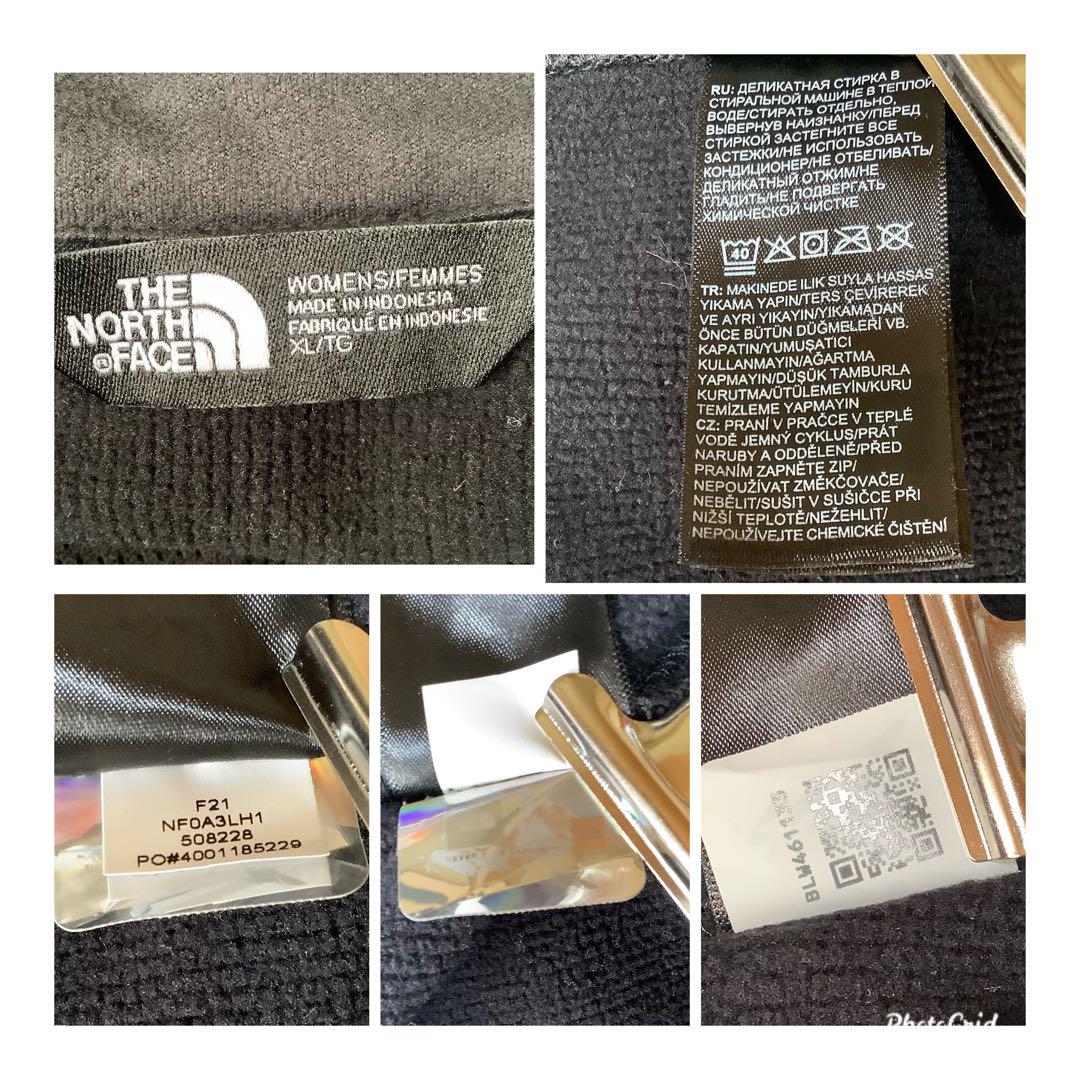 THE
NORTH
®FACE
WOMENS/FEMMES
MADE IN INDONESIA
FABRIQUÉ EN INDONESIE
XL/TG
RU: ДЕЛИКАТНАЯ СТИРКА В
СТИРАЛЬНОЙ МАШИНЕ В ТЕПЛОЙ
ВОДЕ/СТИРАТЬ ОТДЕЛЬНО,
ВЫВЕРНУВ НАИЗНАНКУ/ПЕРЕД
СТИРКОЙ ЗАСТЕГНИТЕ ВСЕ
ЗАСТЕЖКИ/НЕ ИСПОЛЬЗОВАТЬ
КОНДИЦИОНЕР/НЕ ОТБЕЛИВАТЬ/
ДЕЛИКАТНЫЙ ОТЖИМ/НЕ
ГЛАДИТЬ/НЕ ПОДВЕРГАТЬ
ХИМИЧЕСКОЙ ЧИСТКЕ
40
TR: MAKINEDE ILIK SUYLA HASSAS
YIKAMA YAPIN/TERS ÇEVİREREK
VE AYRI YIKAYIN/YIKAMADAN
ÖNCE BÜTÜN DÜĞMELERİ VB.
KAPATIN/YUMUŞATICI
KULLANMAYIN/AĞARTMA
YAPMAYIN/DÜŞÜK TAMBURLA
KURUTMA/ÜTÜLEMEYİN/KURU
TEMİZLEME YAPMAYIN
CZ: PRANÍ V PRAČCE V TEPLÉ
VODĚ JEMNÝ CYKLUS/PRÁT
NARUBY A ODDĚLENĚ/PŘED
PRANÍM ZAPNĚTE ZIP/
NEPOUŽÍVAT ZMĚKČOVAČE/
NEBĚLIT/SUŠIT V SUŠIČCE PŘI
NIŽŠÍ TEPLOTĚ/NEŽEHLIT/
NEPOUŽÍVEJTE CHEMICKÉ ČIŠTĚNÍ
F21
NF0A3LH1
508228
PO#4001185229
BLW46113
PhotoGrid